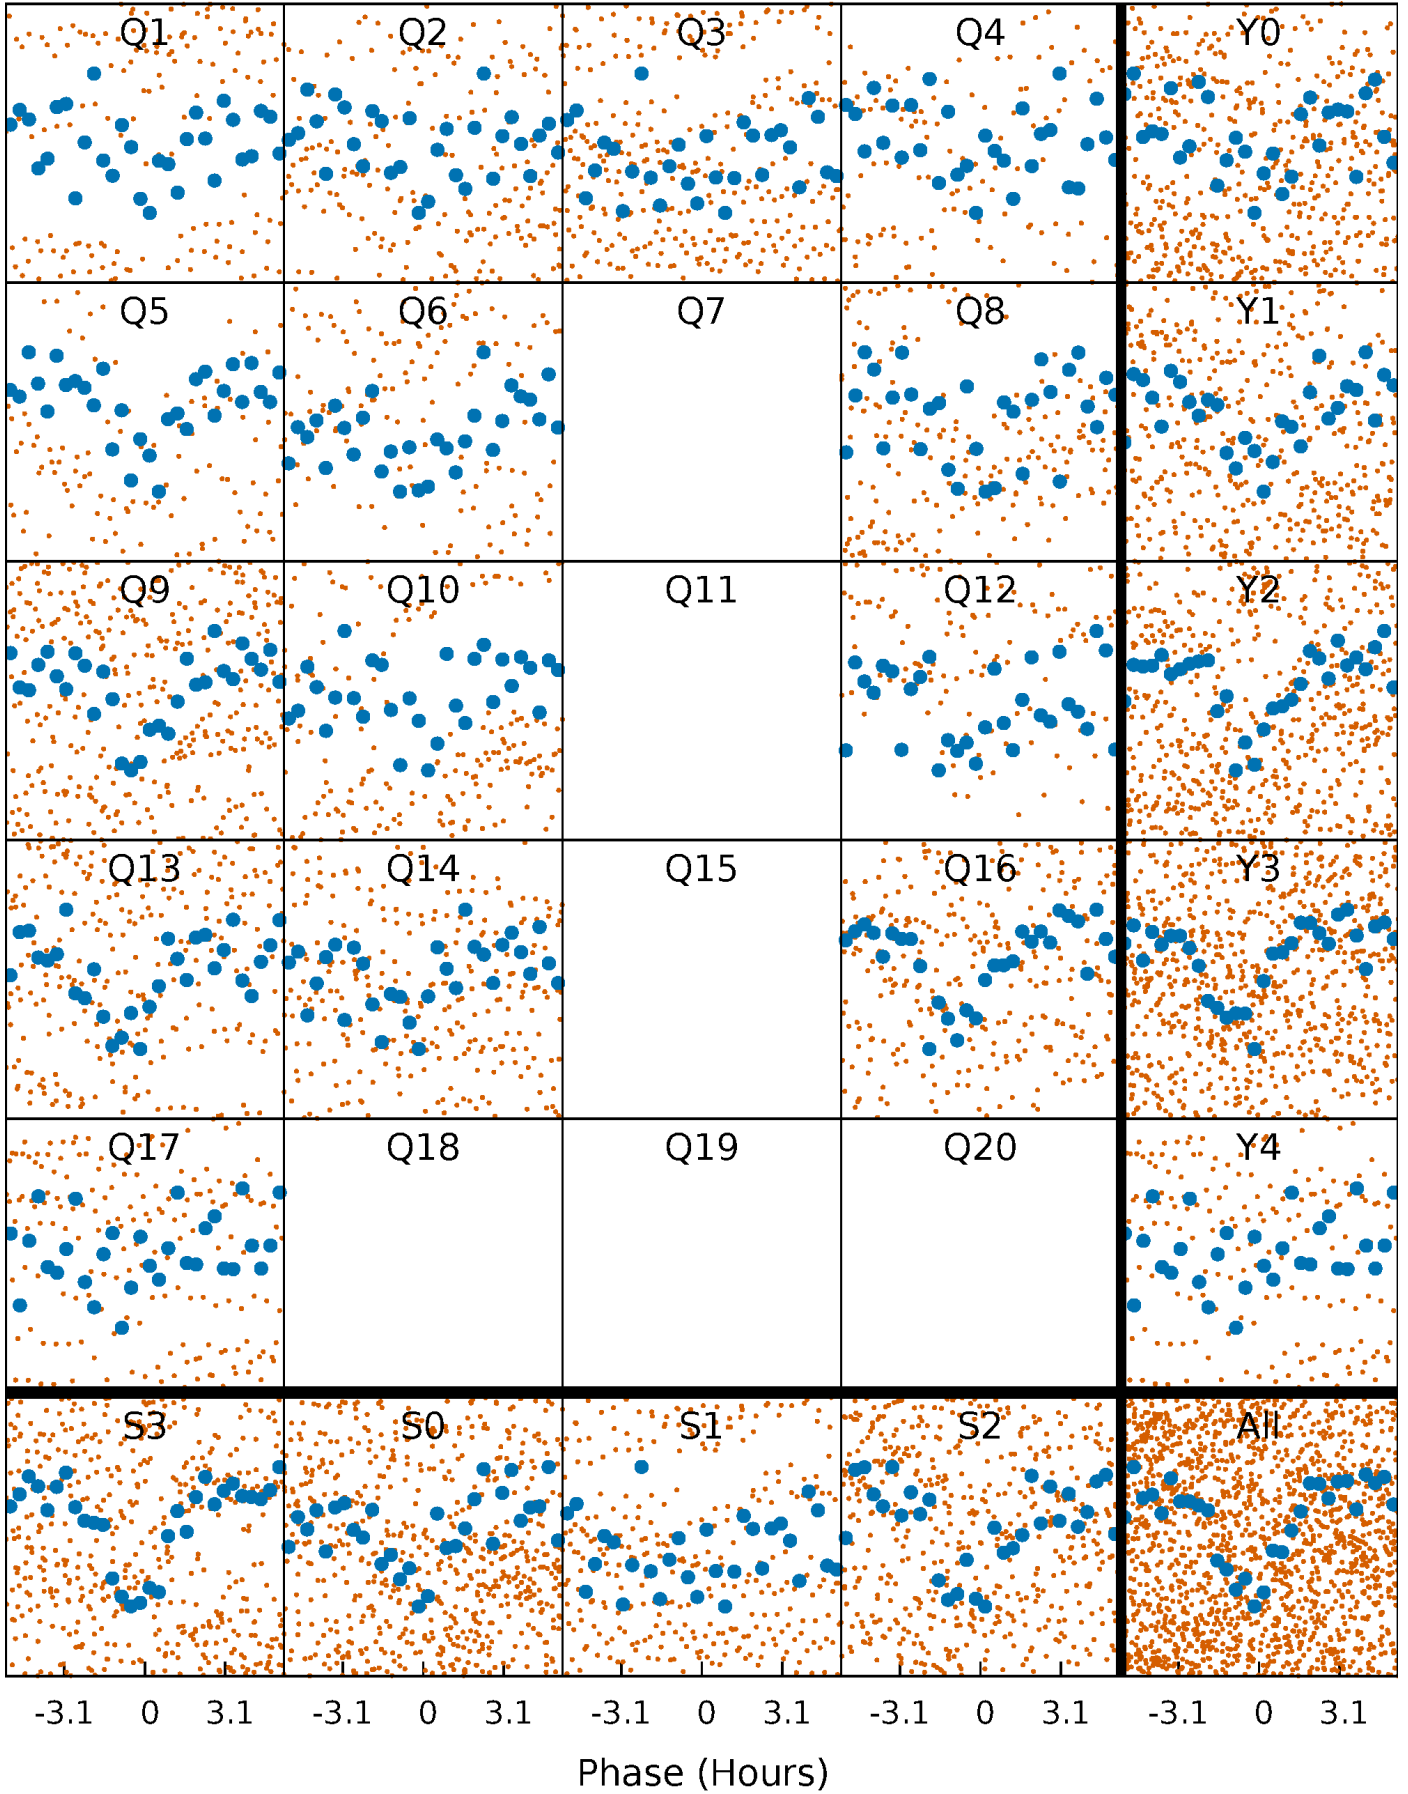 Q1 Q2 Q3 Q4 Y0
Q5 Q6 Q7 Q8 Y1
Q9 Q10 Q11 Q12 Y2
Q13 Q14 Q15 Q16 Y3
Q17 Q18 Q19 Q20 Y4
S3 S0 S1 S2 All
-3.1 0 3.1 -3.1 0 3.1 -3.1 0 3.1 -3.1 0 3.1 -3.1 0 3.1
Phase (Hours)